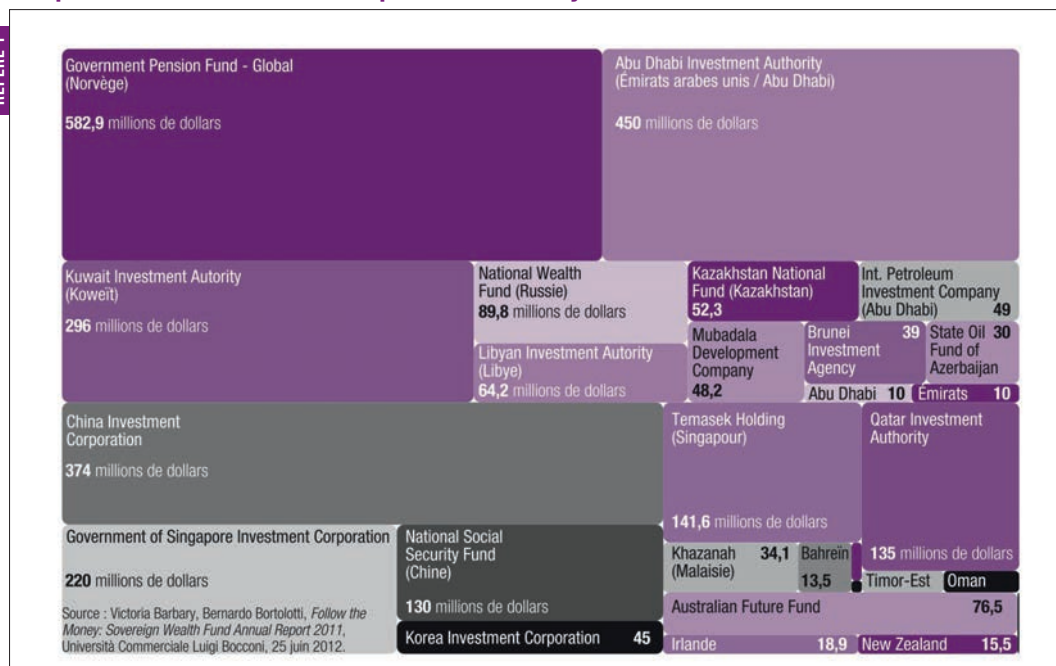 Government Pension Fund - Global
(Norvège)
582,9 millions de dollars
Abu Dhabi Investment Authority
(Émirats arabes unis / Abu Dhabi)
450 millions de dollars
Kuwait Investment Autority
(Koweït)
296 millions de dollars
National Wealth
Fund (Russie)
89,8 millions de dollars
Libyan Investment Autority
(Libye)
64,2 millions de dollars
Kazakhstan National
Fund (Kazakhstan)
52,3
Int. Petroleum
Investment Company
(Abu Dhabi) 49
Mubadala
Development
Company
48,2
Brunei 39
Investment
Agency
State Oil 30
Fund of
Azerbaijan
Abu Dhabi 10
Émirats 10
China Investment
Corporation
374 millions de dollars
Temasek Holding
(Singapour)
141,6 millions de dollars
Qatar Investment
Authority
135 millions de dollars
Government of Singapore Investment Corporation
220 millions de dollars
National Social
Security Fund
(Chine)
130 millions de dollars
Khazanah 34,1
(Malaisie)
Bahreïn
13,5
Timor-Est
Oman
Australian Future Fund 76,5
Korea Investment Corporation 45
Irlande 18,9
New Zealand 15,5
Source : Victoria Barbary, Bernardo Bortolotti, Follow the
Money: Sovereign Wealth Fund Annual Report 2011,
Università Commerciale Luigi Bocconi, 25 juin 2012.